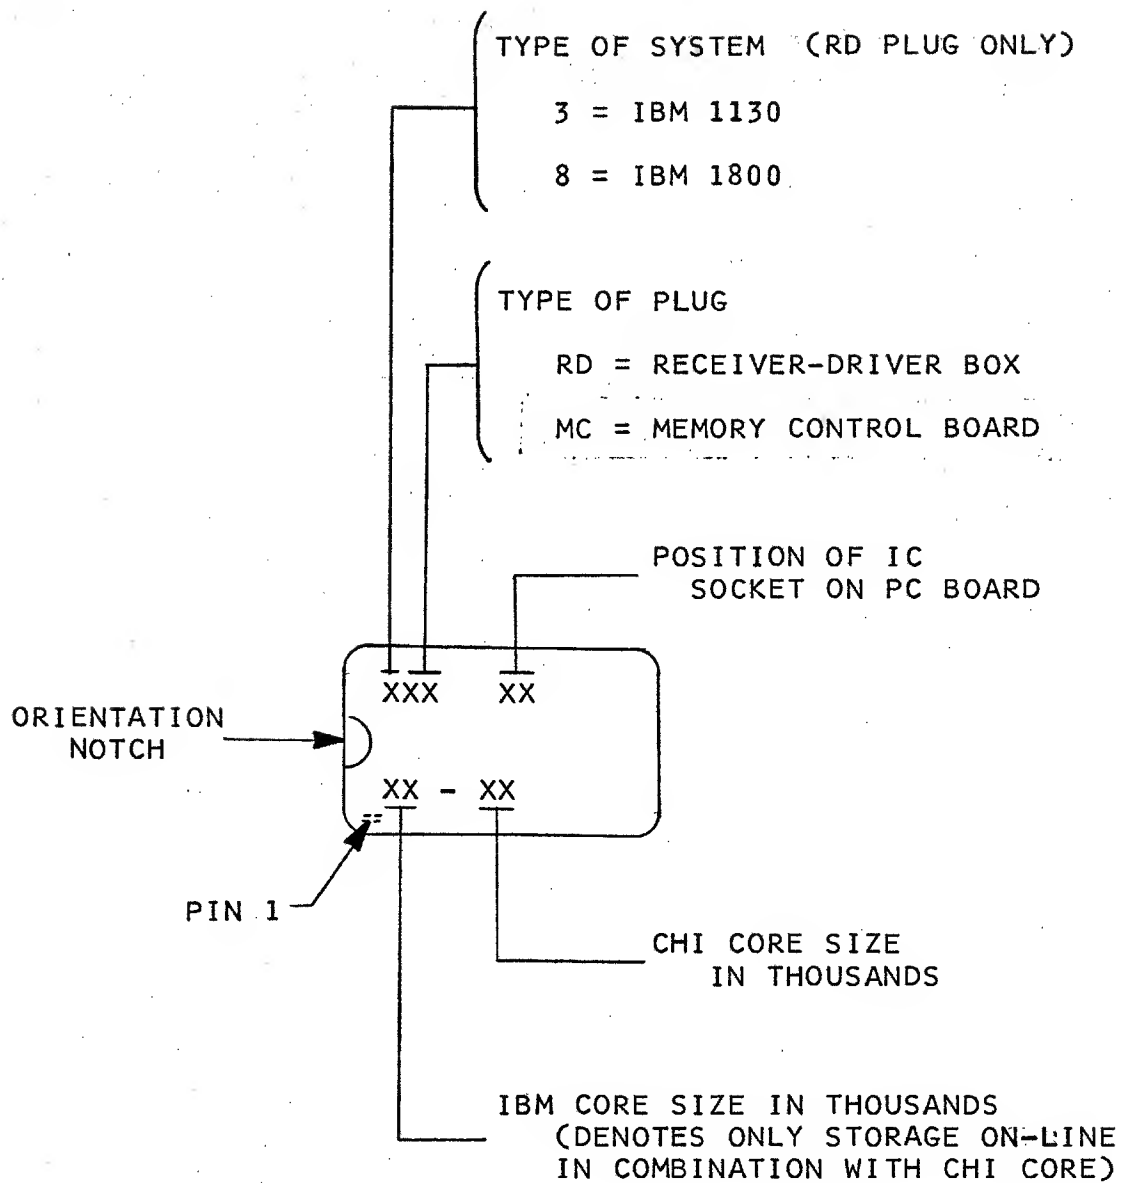 TYPE OF SYSTEM (RD PLUG ONLY)
3 = IBM 1130
8 = IBM 1800
TYPE OF PLUG
RD = RECEIVER-DRIVER BOX
MC = MEMORY CONTROL BOARD
POSITION OF IC
SOCKET ON PC BOARD
XXX XX
ORIENTATION
NOTCH
XX - XX
PIN 1
CHI CORE SIZE
IN THOUSANDS
IBM CORE SIZE IN THOUSANDS
(DENOTES ONLY STORAGE ON-LINE
IN COMBINATION WITH CHI CORE)